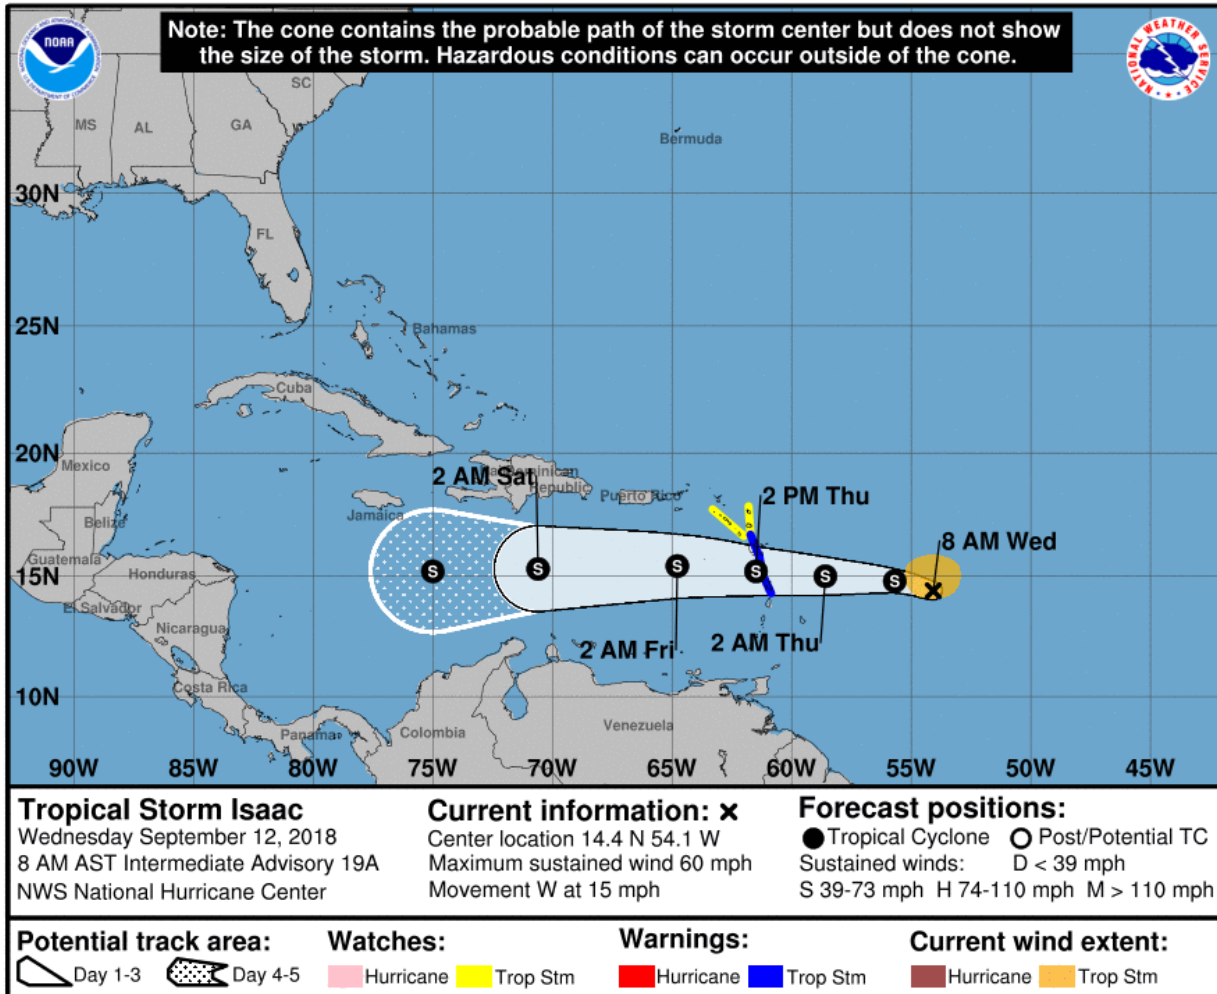 Note: The cone contains the probable path of the storm center but does not show
the size of the storm. Hazardous conditions can occur outside of the cone.
NOAA
NATIONAL WEATHER SERVICE
SC
MS
AL
GA
Bermuda
30N
FL
25N
Bahamas
Cuba
20N
Mexico
2 AM Sat
Dominican
Republic
Puerto Rico
2 PM Thu
Jamaica
Belize
8 AM Wed
Guatemala
15N
Honduras
S
S
S
S
S
S
El Salvador
Nicaragua
2 AM Fri
2 AM Thu
10N
Costa Rica
Panama
Colombia
Venezuela
90W 85W 80W 75W 70W 65W 60W 55W 50W 45W
Tropical Storm Isaac
Wednesday September 12, 2018
8 AM AST Intermediate Advisory 19A
NWS National Hurricane Center
Current information: ×
Center location 14.4 N 54.1 W
Maximum sustained wind 60 mph
Movement W at 15 mph
Forecast positions:
Tropical Cyclone Post/Potential TC
Sustained winds: D < 39 mph
S 39-73 mph H 74-110 mph M > 110 mph
Potential track area:
Day 1-3 Day 4-5
Watches:
Hurricane Trop Stm
Warnings:
Hurricane Trop Stm
Current wind extent:
Hurricane Trop Stm